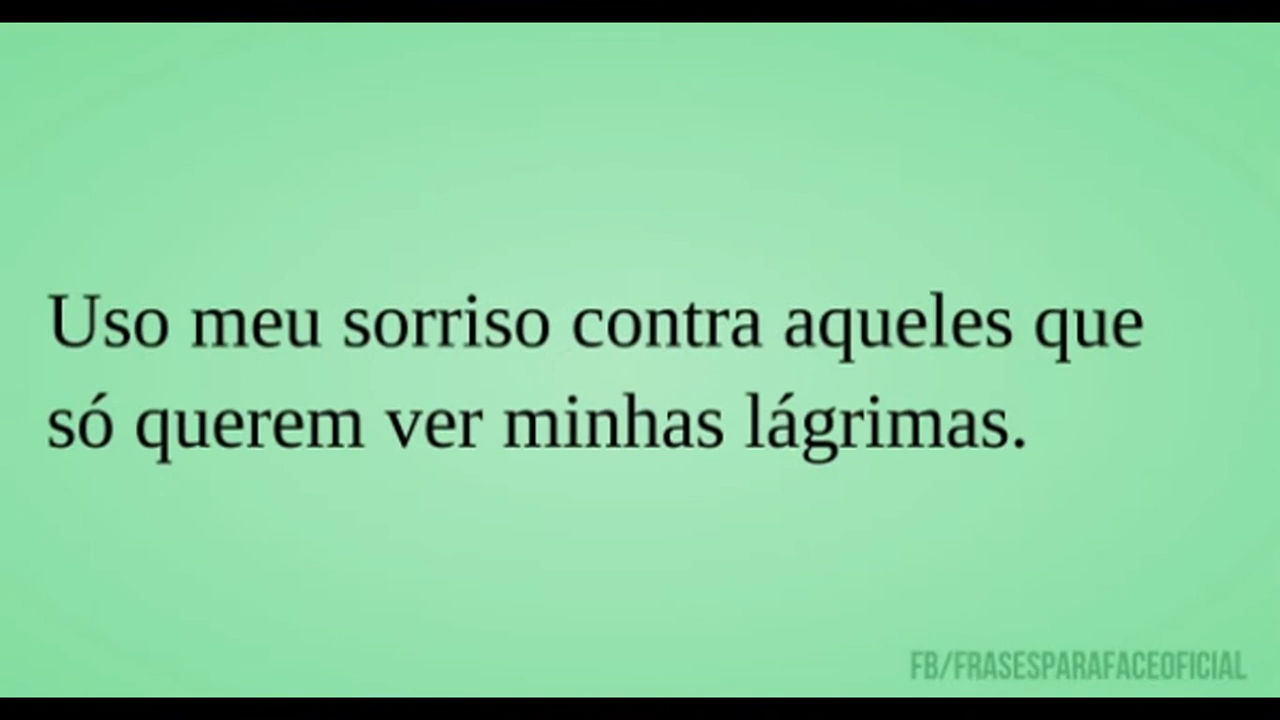 Uso meu sorriso contra aqueles que
só querem ver minhas lágrimas.
FB/FRASESPARAFACEOFICIAL